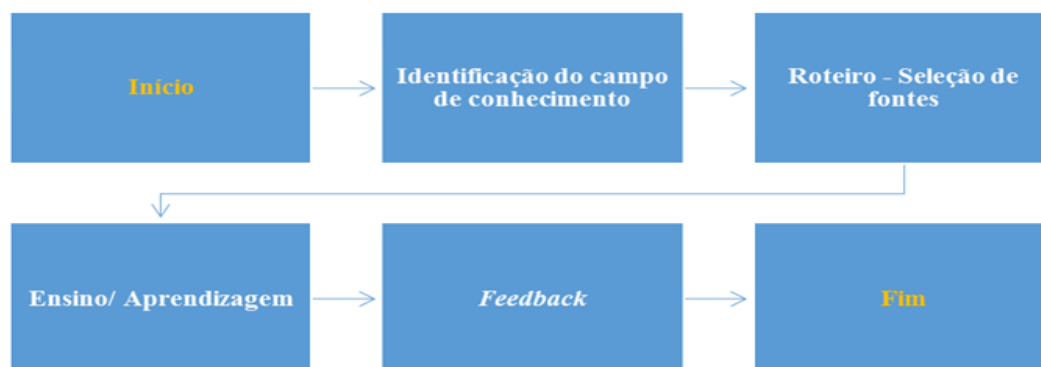 Início
Identificação do campo
de conhecimento
Roteiro - Seleção de
fontes
Ensino/ Aprendizagem
Feedback
Fim